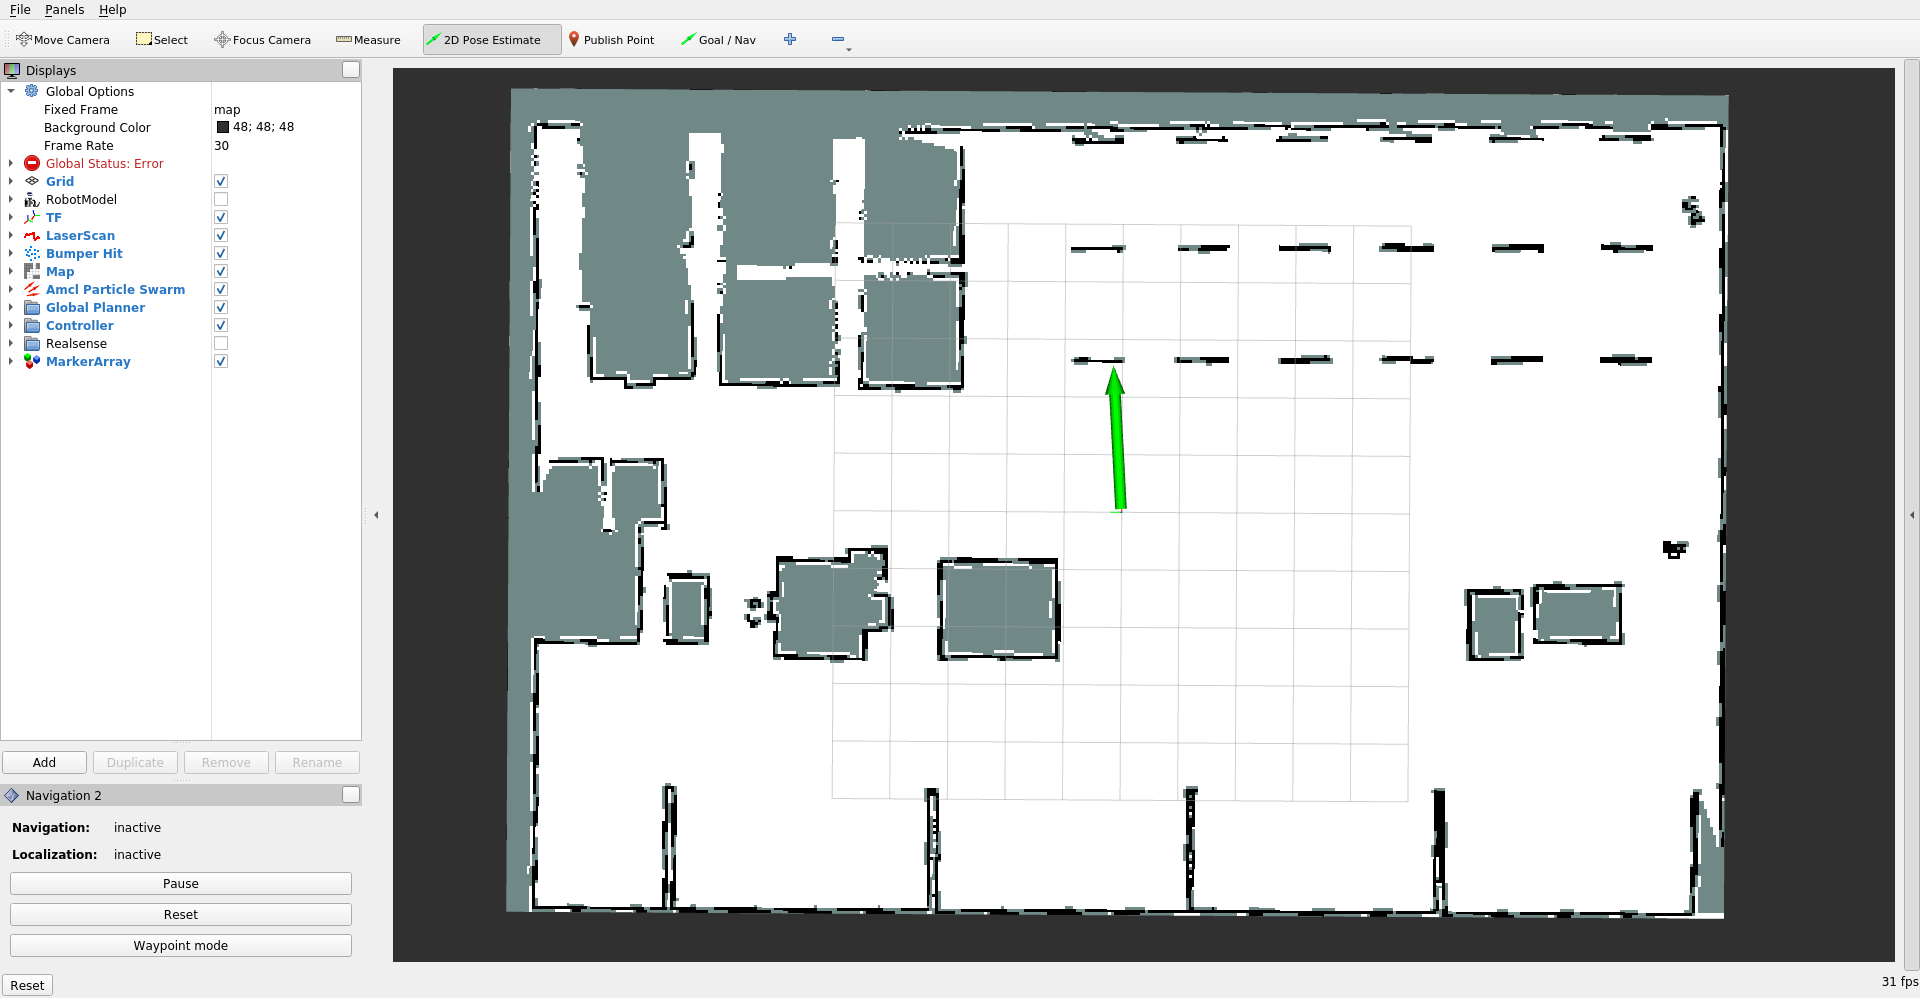 File Panels Help
Move Camera Select Focus Camera Measure 2D Pose Estimate Publish Point Goal / Nav
Displays
Global Options
Fixed Frame map
Background Color 48; 48; 48
Frame Rate 30
Global Status: Error
Grid
RobotModel
TF
LaserScan
Bumper Hit
Map
Amcl Particle Swarm
Global Planner
Controller
Realsense
MarkerArray
Add Duplicate Remove Rename
Navigation 2
Navigation: inactive
Localization: inactive
Pause
Reset
Waypoint mode
Reset
31 fps